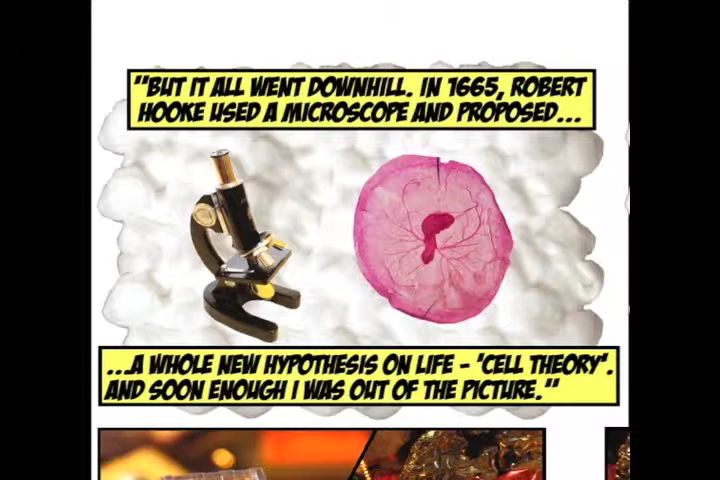 "BUT IT ALL WENT DOWNHILL. IN 1665, ROBERT
HOOKE USED A MICROSCOPE AND PROPOSED...
...A WHOLE NEW HYPOTHESIS ON LIFE - 'CELL THEORY'.
AND SOON ENOUGH I WAS OUT OF THE PICTURE."